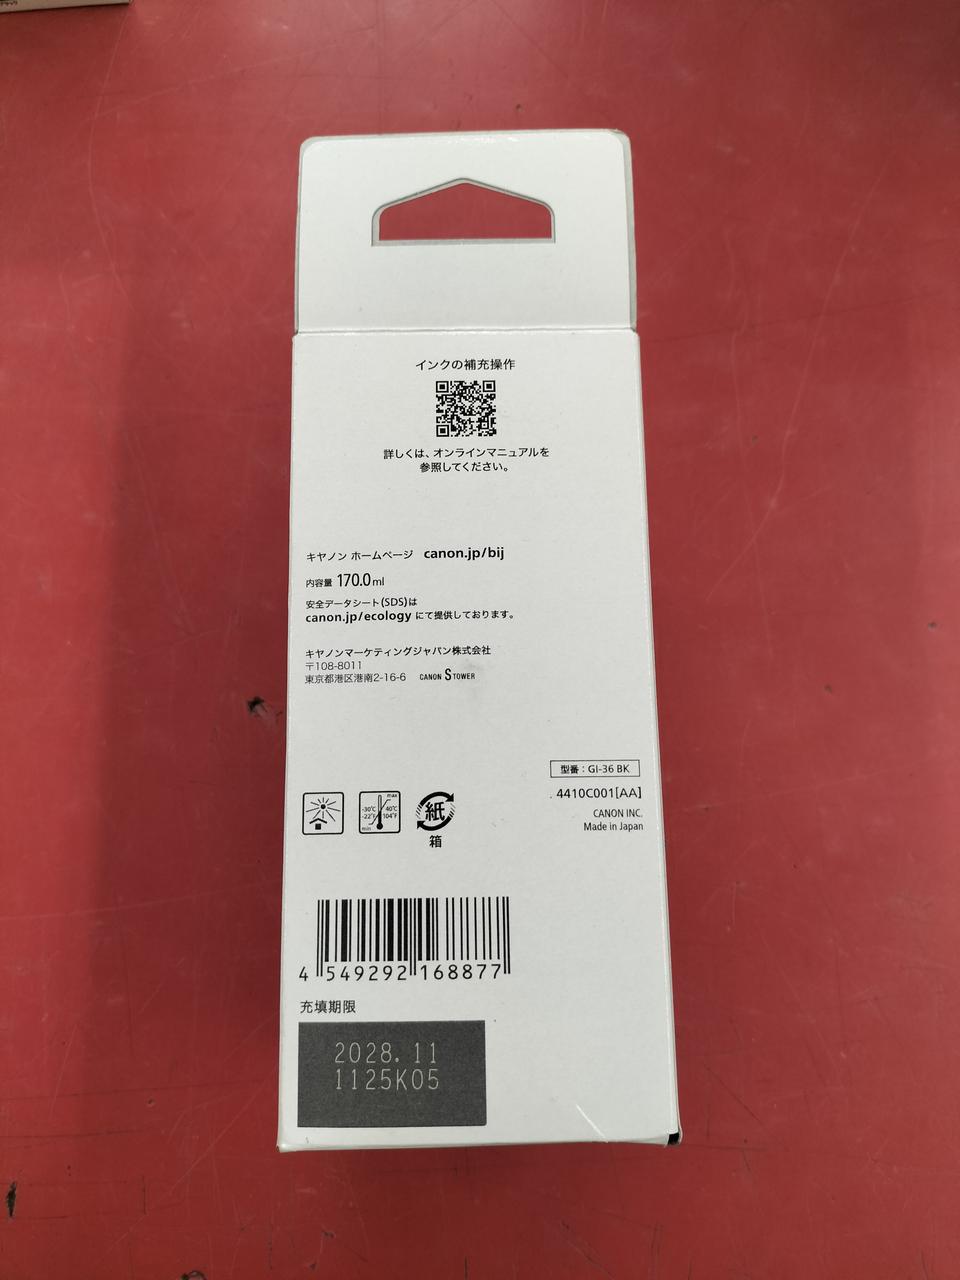 インクの補充操作
詳しくは、オンラインマニュアルを
参照してください。
キヤノン ホームページ canon.jp/bij
内容量 170.0ml
安全データシート(SDS)は
canon.jp/ecology にて提供しております。
キヤノンマーケティングジャパン株式会社
〒108-8011
東京都港区港南2-16-6 CANON S TOWER
型番：GI-36 BK
4410C001[AA]
CANON INC.
Made in Japan
max
-30℃ 40℃
-22°F 104°F
min
紙
箱
4 549292 168877
充填期限
2028.11
1125K05